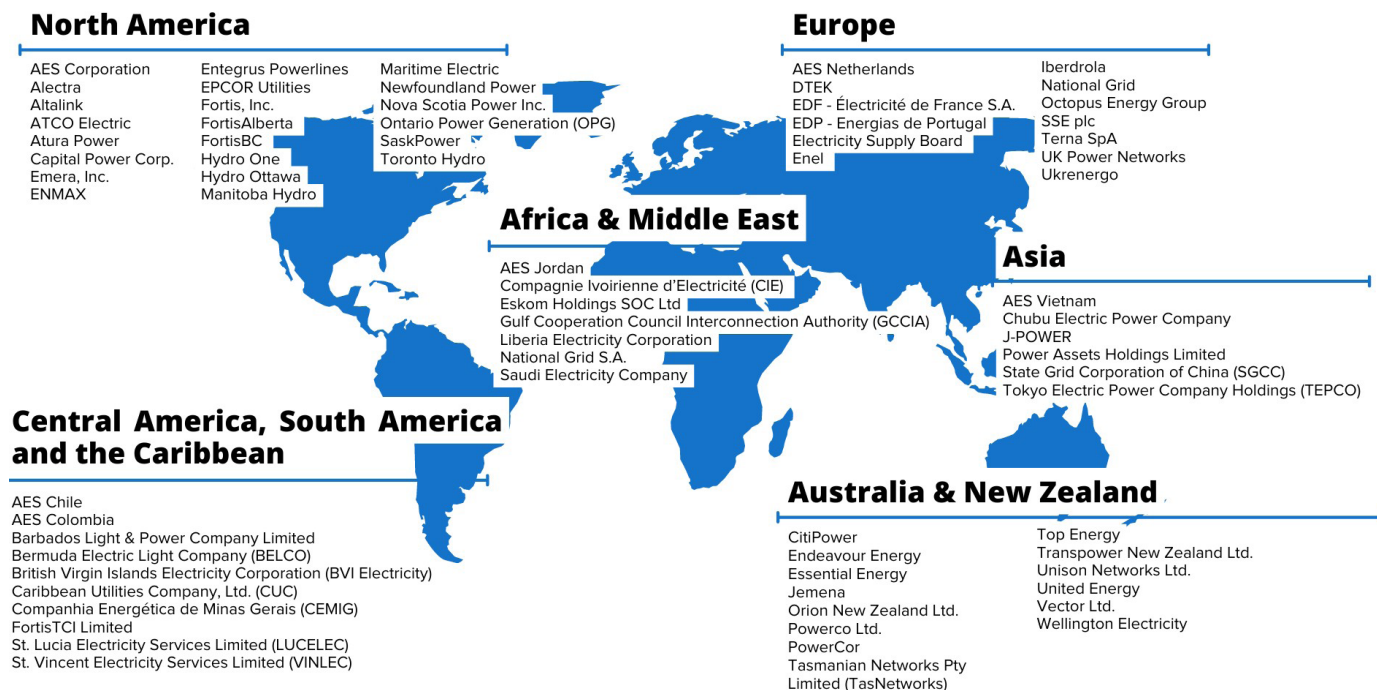 North America
AES Corporation
Alectra
Altalink
ATCO Electric
Atura Power
Capital Power Corp.
Emera, Inc.
ENMAX
Entegrus Powerlines
EPCOR Utilities
Fortis, Inc.
FortisAlberta
FortisBC
Hydro One
Hydro Ottawa
Manitoba Hydro
Maritime Electric
Newfoundland Power
Nova Scotia Power Inc.
Ontario Power Generation (OPG)
SaskPower
Toronto Hydro
Europe
AES Netherlands
DTEK
EDF - Électricité de France S.A.
EDP - Energias de Portugal
Electricity Supply Board
Enel
Iberdrola
National Grid
Octopus Energy Group
SSE plc
Terna SpA
UK Power Networks
Ukrenergo
Africa & Middle East
AES Jordan
Compagnie Ivoirienne d'Electricité (CIE)
Eskom Holdings SOC Ltd
Gulf Cooperation Council Interconnection Authority (GCCIA)
Liberia Electricity Corporation
National Grid S.A.
Saudi Electricity Company
Asia
AES Vietnam
Chubu Electric Power Company
J-POWER
Power Assets Holdings Limited
State Grid Corporation of China (SGCC)
Tokyo Electric Power Company Holdings (TEPCO)
Central America, South America
and the Caribbean
AES Chile
AES Colombia
Barbados Light & Power Company Limited
Bermuda Electric Light Company (BELCO)
British Virgin Islands Electricity Corporation (BVI Electricity)
Caribbean Utilities Company, Ltd. (CUC)
Companhia Energética de Minas Gerais (CEMIG)
FortisTCI Limited
St. Lucia Electricity Services Limited (LUCELEC)
St. Vincent Electricity Services Limited (VINLEC)
Australia & New Zealand
CitiPower
Endeavour Energy
Essential Energy
Jemena
Orion New Zealand Ltd.
Powerco Ltd.
PowerCor
Tasmanian Networks Pty
Limited (TasNetworks)
Top Energy
Transpower New Zealand Ltd.
Unison Networks Ltd.
United Energy
Vector Ltd.
Wellington Electricity